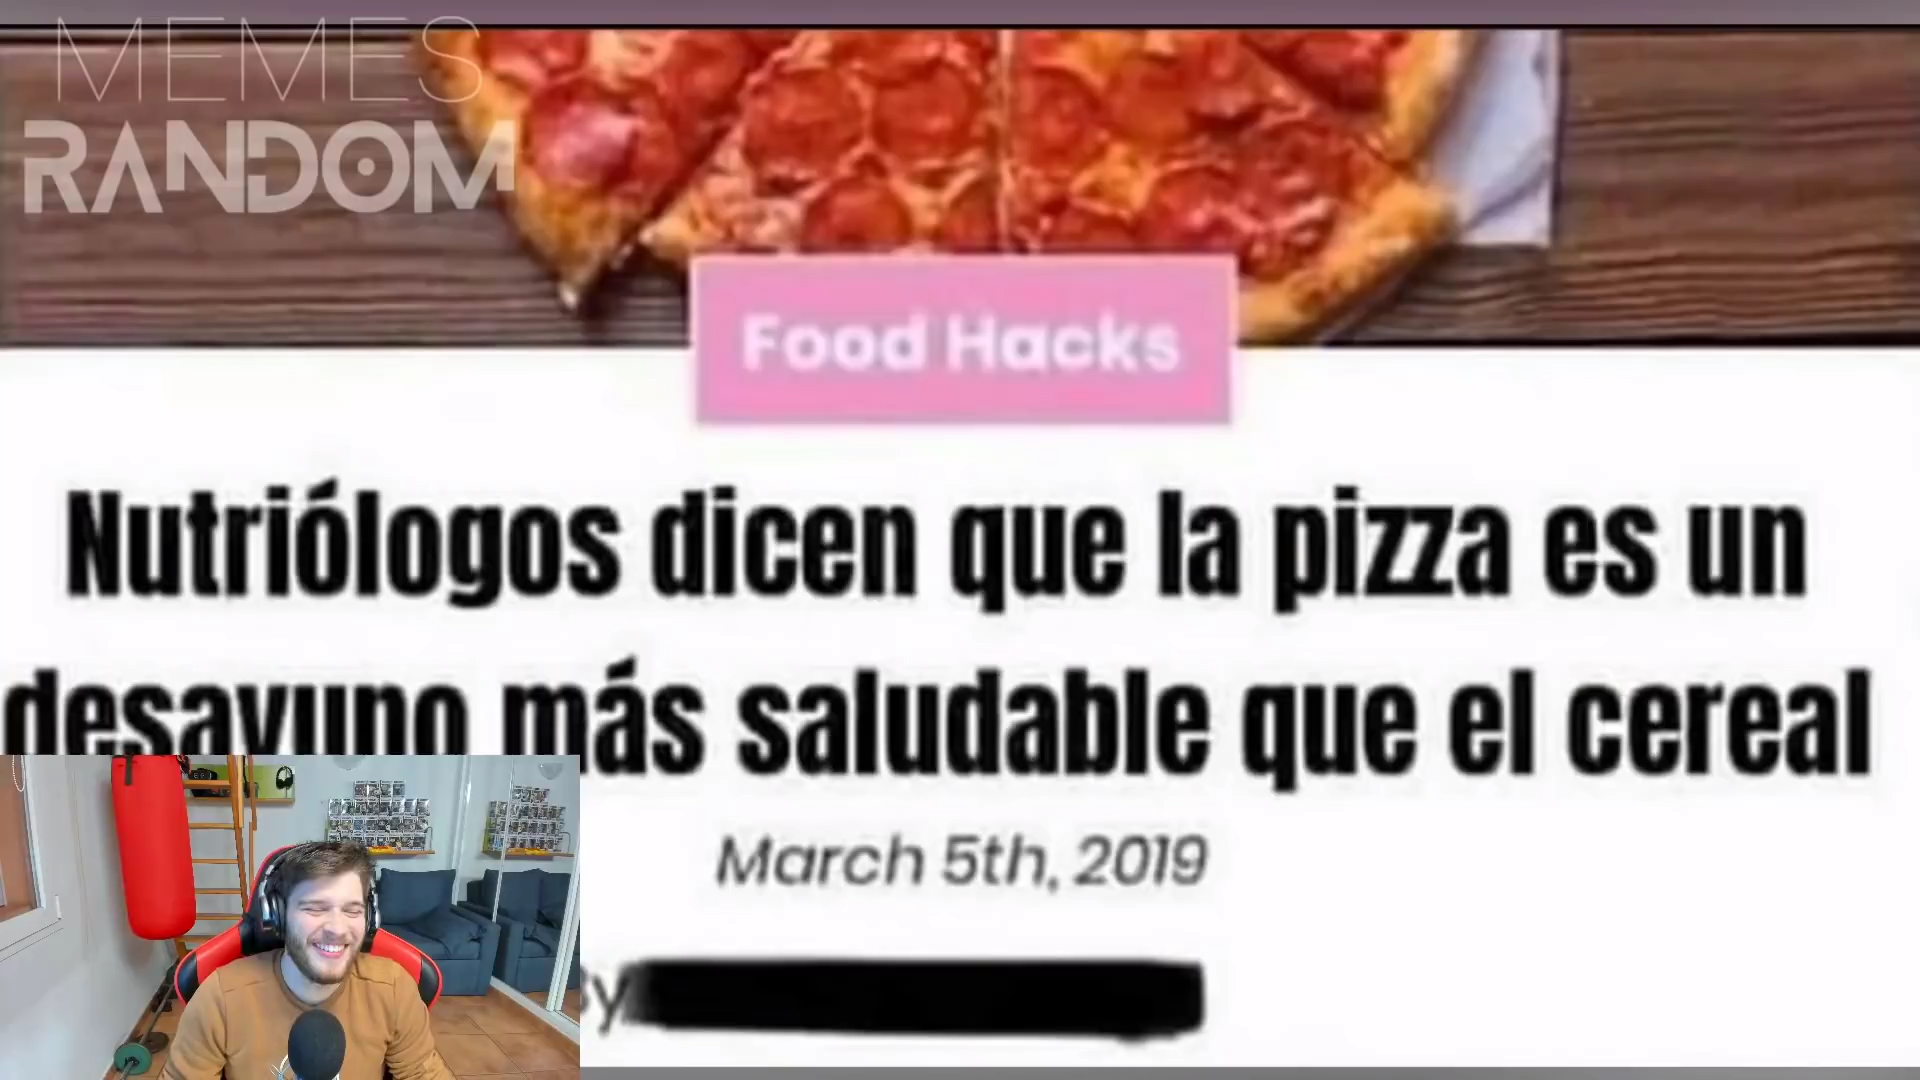 MEMES
RANDOM
Food Hacks
Nutriólogos dicen que la pizza es un
desayuno más saludable que el cereal
March 5th, 2019